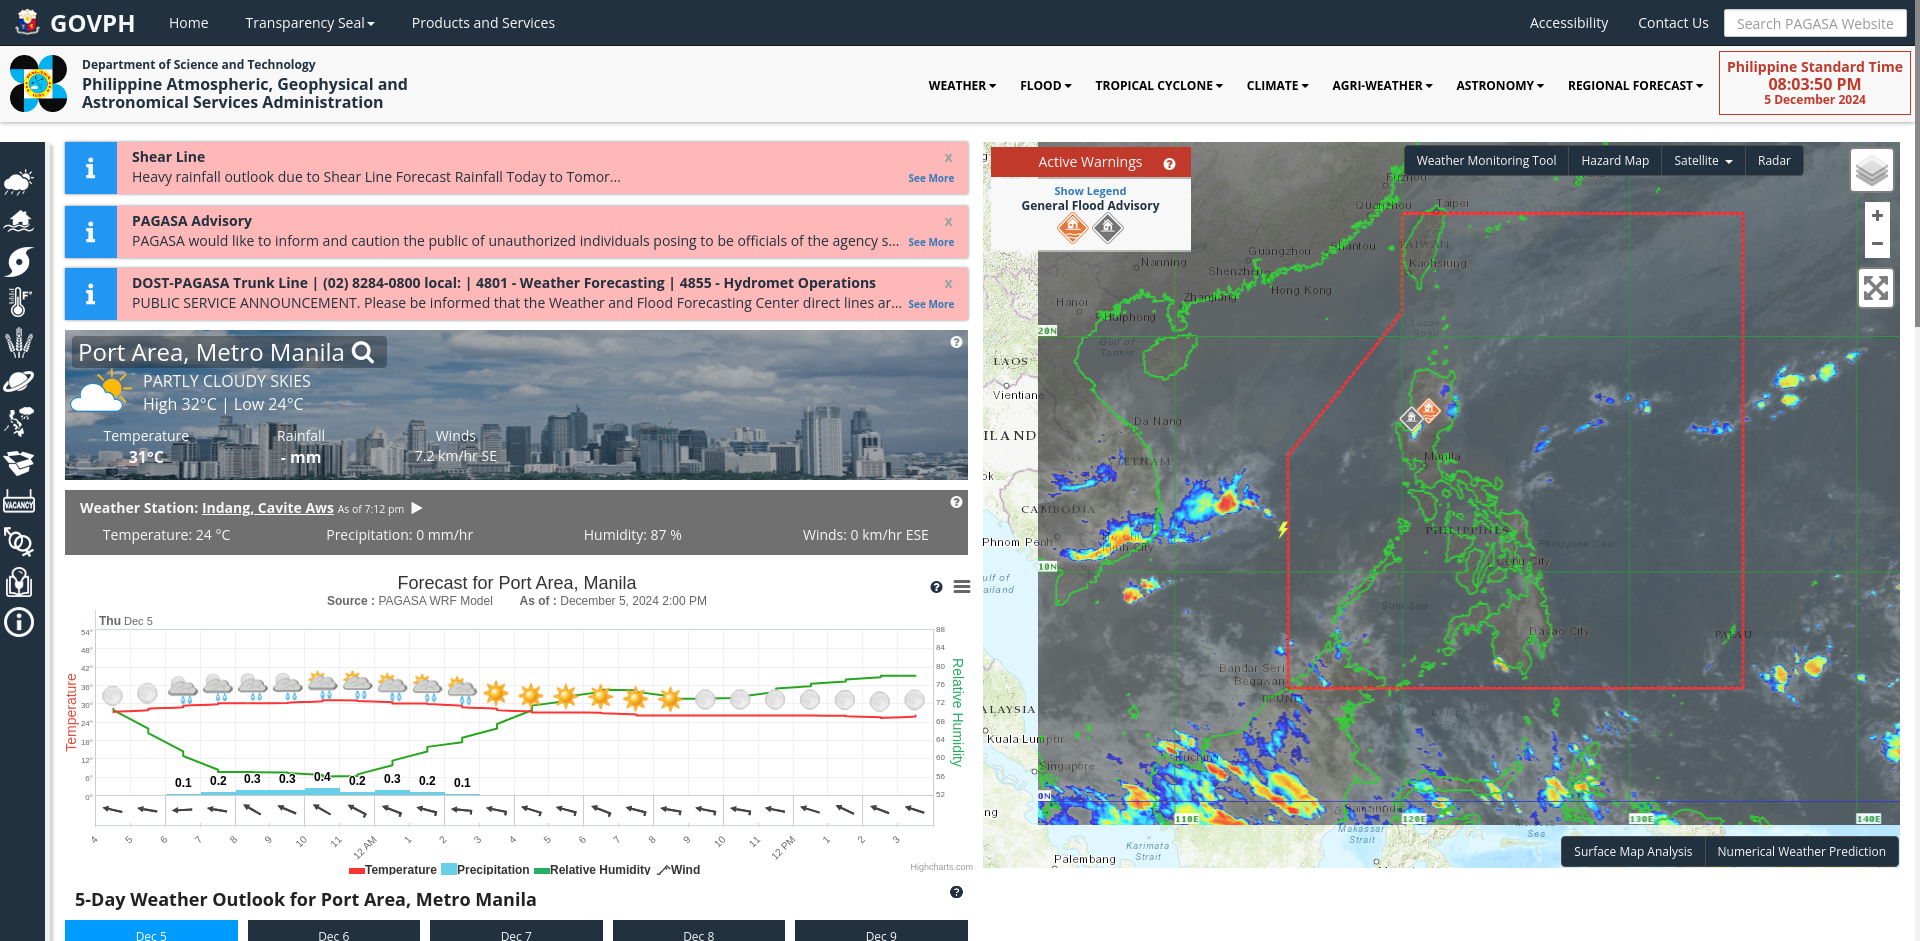 GOVPH
Home
Transparency Seal
Products and Services
Accessibility
Contact Us
Search PAGASA Website
Department of Science and Technology
Philippine Atmospheric, Geophysical and
Astronomical Services Administration
WEATHER
FLOOD
TROPICAL CYCLONE
CLIMATE
AGRI-WEATHER
ASTRONOMY
REGIONAL FORECAST
Philippine Standard Time
08:03:50 PM
5 December 2024
Shear Line
x
Heavy rainfall outlook due to Shear Line Forecast Rainfall Today to Tomor...
See More
PAGASA Advisory
x
PAGASA would like to inform and caution the public of unauthorized individuals posing to be officials of the agency s...
See More
DOST-PAGASA Trunk Line | (02) 8284-0800 local: | 4801 - Weather Forecasting | 4855 - Hydromet Operations
x
PUBLIC SERVICE ANNOUNCEMENT. Please be informed that the Weather and Flood Forecasting Center direct lines ar...
See More
Port Area, Metro Manila
PARTLY CLOUDY SKIES
High 32°C | Low 24°C
Temperature
31°C
Rainfall
- mm
Winds
7.2 km/hr SE
Weather Station: Indang, Cavite Aws As of 7:12 pm
Temperature: 24 °C
Precipitation: 0 mm/hr
Humidity: 87 %
Winds: 0 km/hr ESE
Forecast for Port Area, Manila
Source : PAGASA WRF Model As of : December 5, 2024 2:00 PM
Thu Dec 5
Temperature
54°
48°
42°
36°
30°
24°
18°
12°
6°
0°
88
84
80
76
72
68
64
60
56
52
Relative Humidity
0.1
0.2
0.3
0.3
0.4
0.2
0.3
0.2
0.1
4
5
6
7
8
9
10
11
12 AM
1
2
3
4
5
6
7
8
9
10
11
12 PM
1
2
3
Temperature
Precipitation
Relative Humidity
Wind
Highcharts.com
5-Day Weather Outlook for Port Area, Metro Manila
Dec 5
Dec 6
Dec 7
Dec 8
Dec 9
VACANCY
Active Warnings
Show Legend
General Flood Advisory
Weather Monitoring Tool
Hazard Map
Satellite
Radar
+
−
Fuzhou
Quanzhou
Taipei
TAIWAN
Kaohsiung
Shantou
Guangzhou
Shenzhen
Hong Kong
Nanning
Zhanjiang
Hanoi
Haiphong
Gulf of
Tonkin
Luzon
Strait
20N
LAOS
Vientiane
Da Nang
ILAND
VIETNAM
Manila
ok
CAMBODIA
Phnom Penh
Minh City
PHILIPPINES
Philippine Sea
Cebu City
10N
ulf of
ailand
Sulu Sea
Davao City
PALAU
Bandar Seri
Begawan
BRUNEI
ALAYSIA
Kuala Lumpur
Kuching
Singapore
0N
ng
110E
Samarinda
120E
130E
140E
Makassar
Strait
Sea
Karimata
Strait
Palembang
Surface Map Analysis
Numerical Weather Prediction